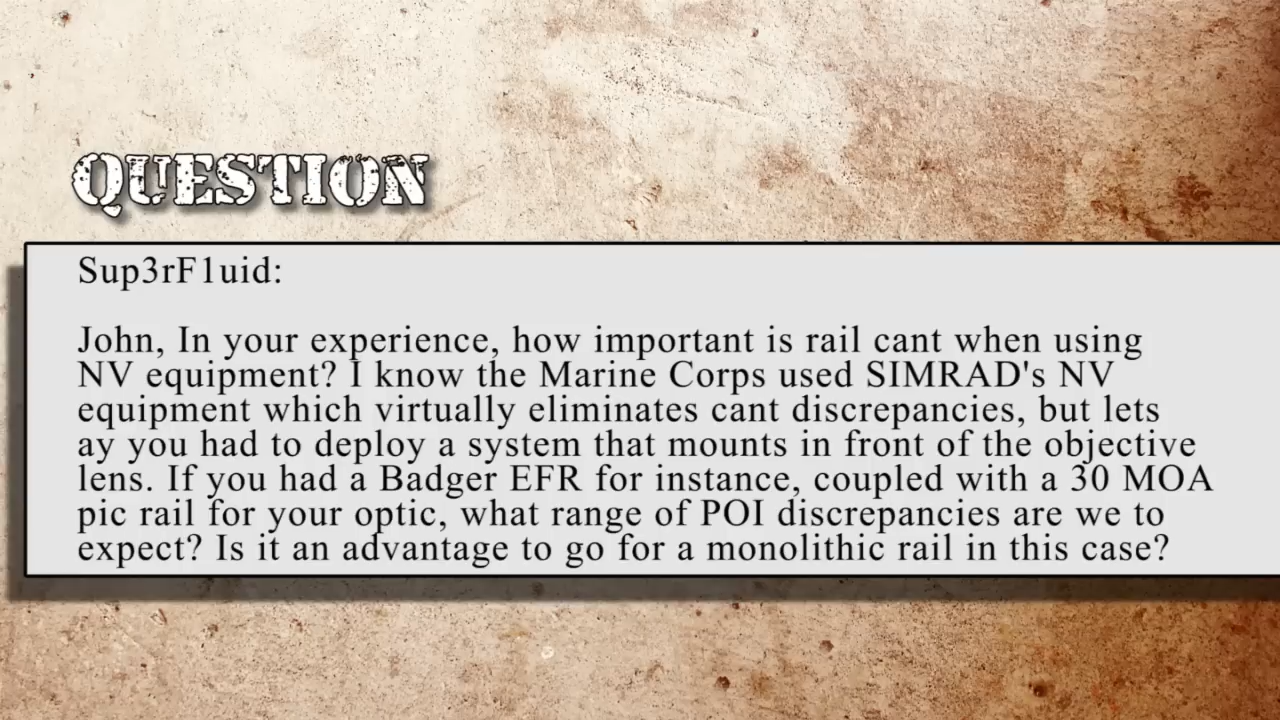 QUESTION
Sup3rF1uid:
John, In your experience, how important is rail cant when using
NV equipment? I know the Marine Corps used SIMRAD's NV
equipment which virtually eliminates cant discrepancies, but lets
ay you had to deploy a system that mounts in front of the objective
lens. If you had a Badger EFR for instance, coupled with a 30 MOA
pic rail for your optic, what range of POI discrepancies are we to
expect? Is it an advantage to go for a monolithic rail in this case?